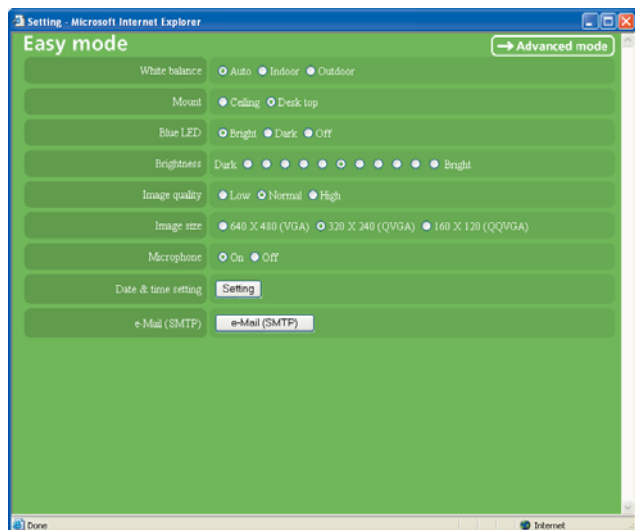 Setting - Microsoft Internet Explorer
Easy mode
Advanced mode
White balance Auto Indoor Outdoor
Mount Ceiling Desk top
Blue LED Bright Dark Off
Brightness Dark Bright
Image quality Low Normal High
Image size 640 X 480 (VGA) 320 X 240 (QVGA) 160 X 120 (QQVGA)
Microphone On Off
Date & time setting Setting
e-Mail (SMTP) e-Mail (SMTP)
Done Internet